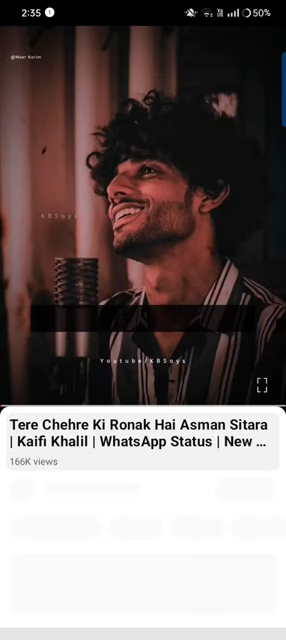 2:35
50%
@Noor Karim
KBSays
Youtube/KBSays
Tere Chehre Ki Ronak Hai Asman Sitara
| Kaifi Khalil | WhatsApp Status | New ...
166K views